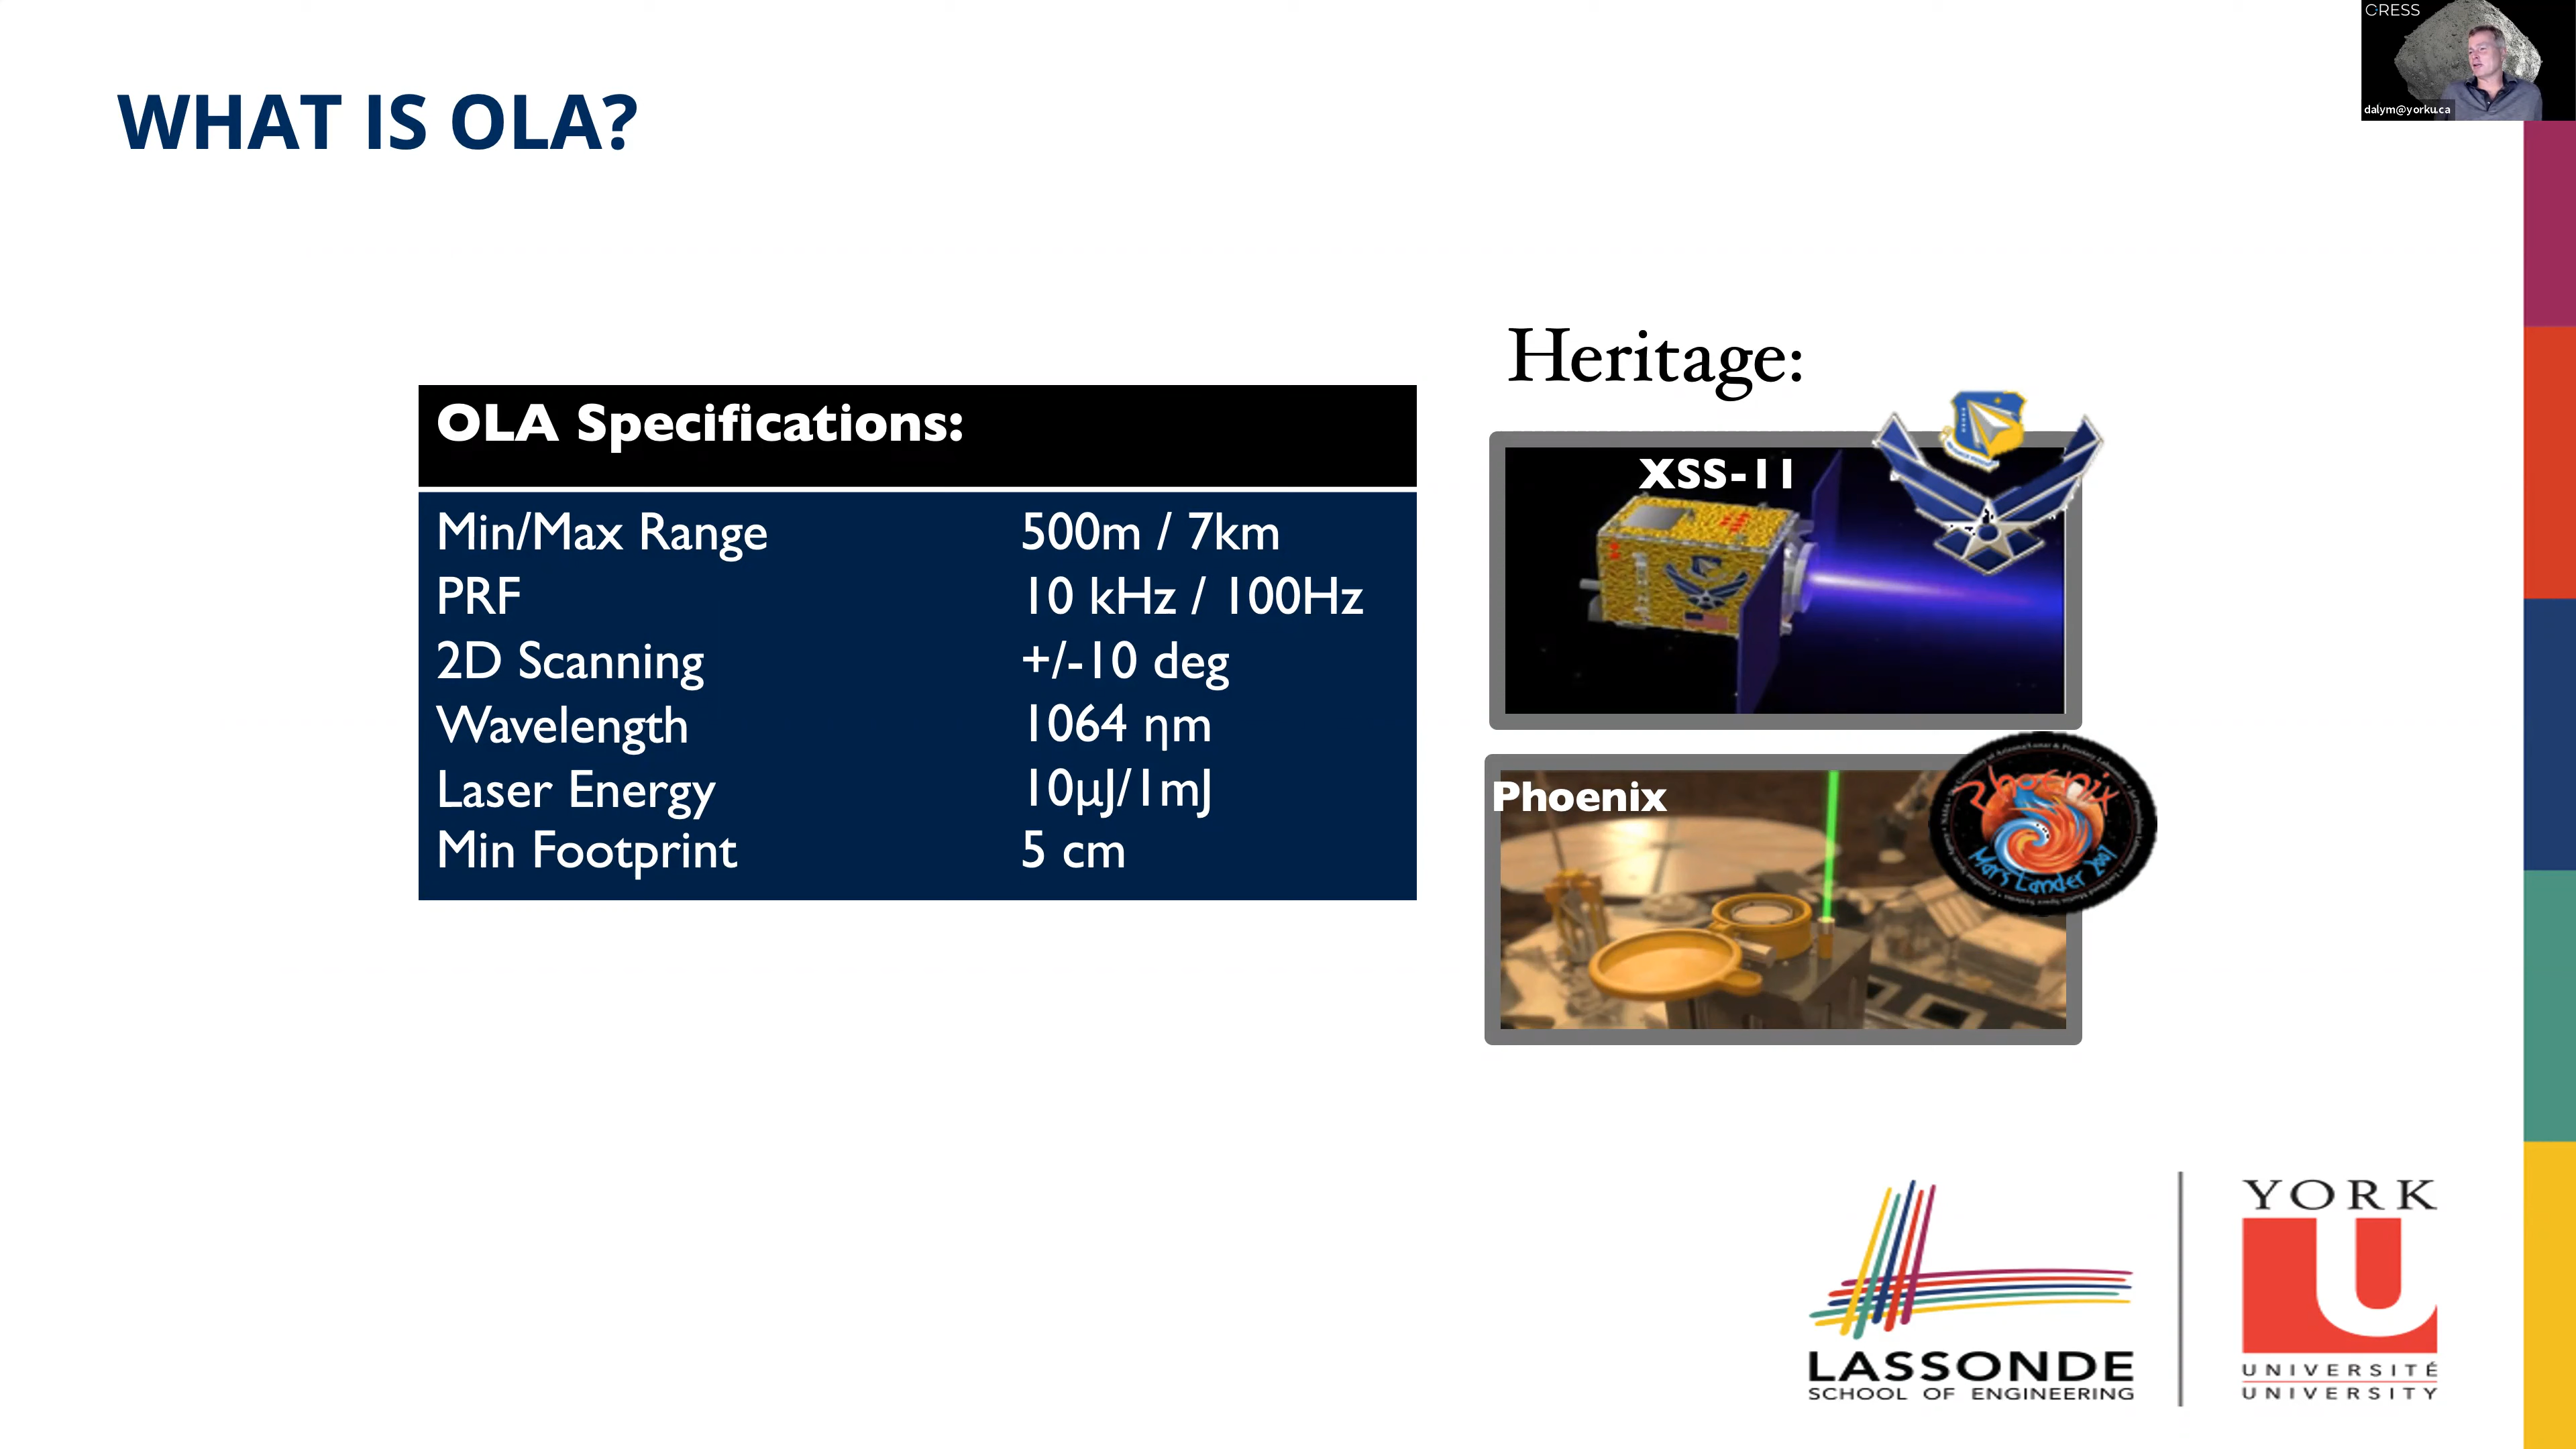 CRESS
dalym@yorku.ca
WHAT IS OLA?
OLA Specifications:
Min/Max Range 500m / 7km
PRF 10 kHz / 100Hz
2D Scanning +/-10 deg
Wavelength 1064 ηm
Laser Energy 10μJ/1mJ
Min Footprint 5 cm
Heritage:
XSS-11
Phoenix
Phoenix
Mars Lander 2007
LASSONDE
SCHOOL OF ENGINEERING
YORK
U
UNIVERSITÉ
UNIVERSITY